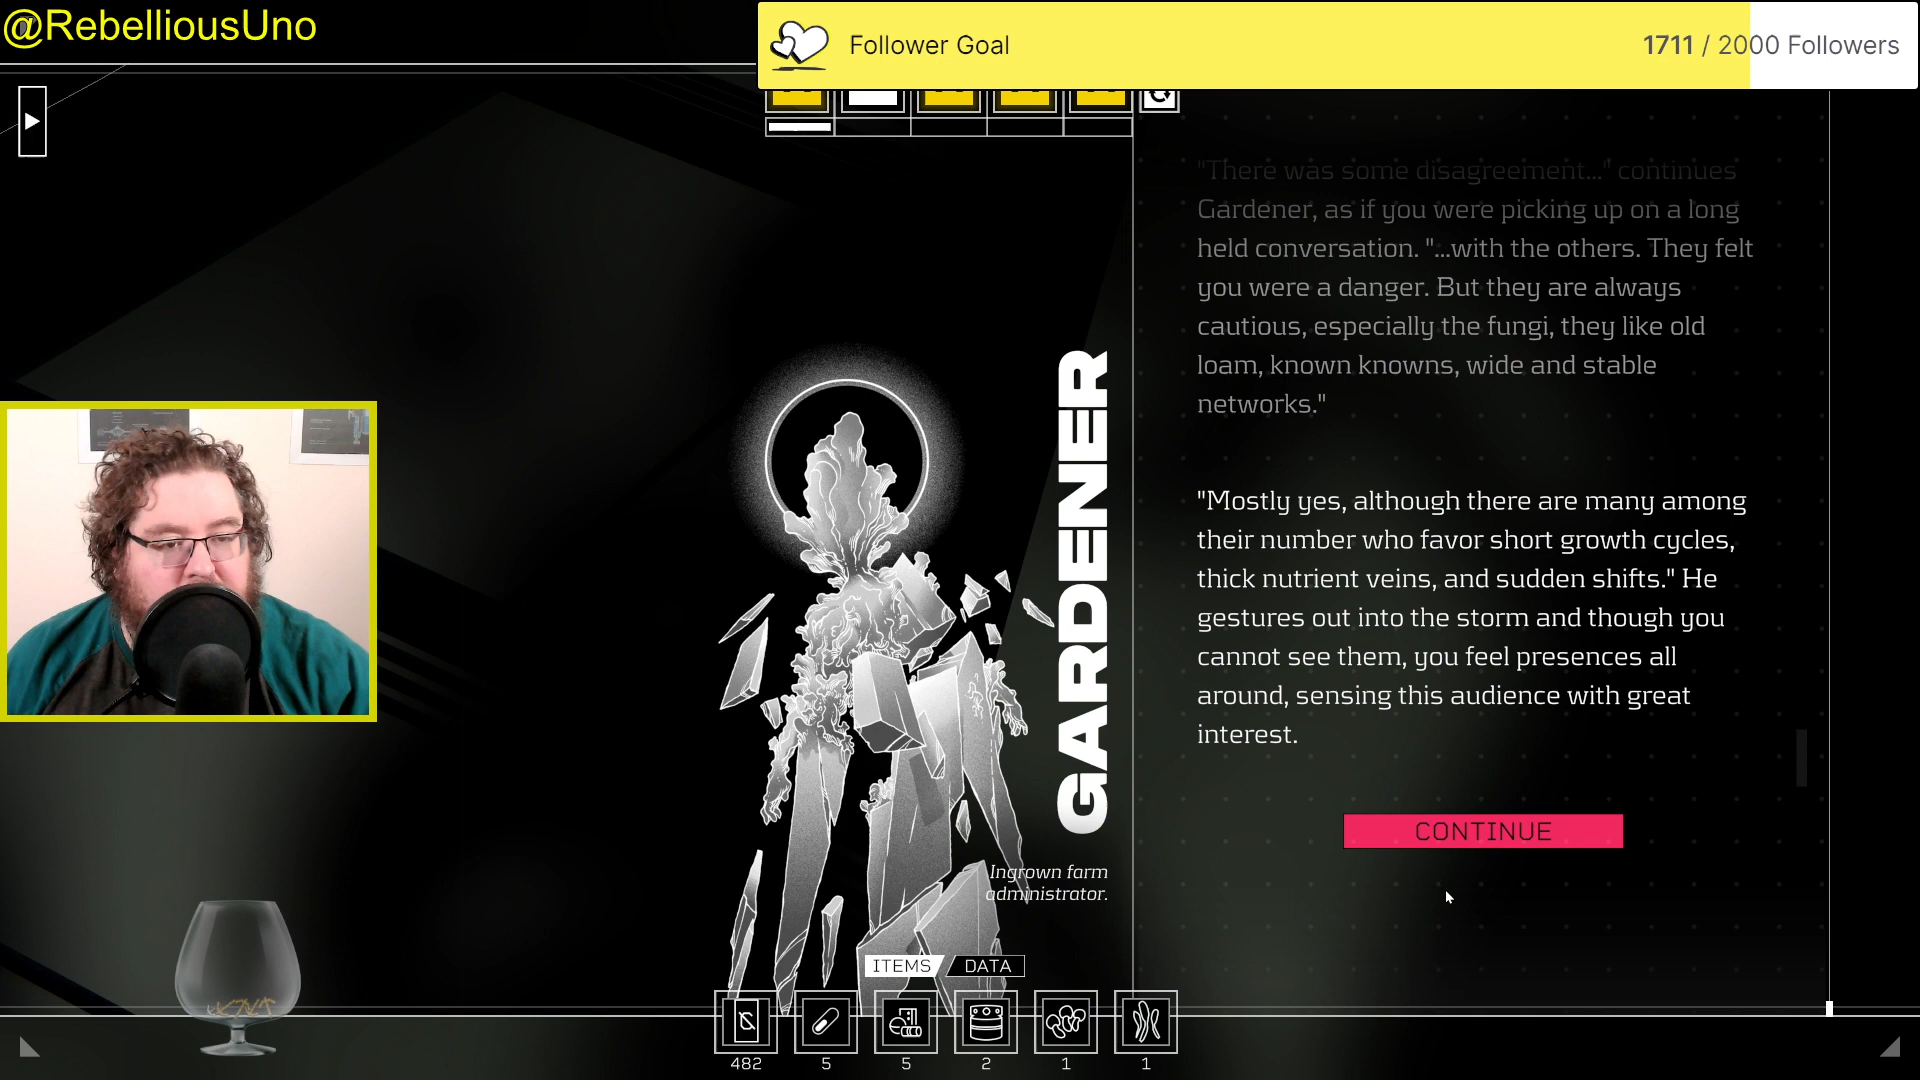 @RebelliousUno
Follower Goal
1711 / 2000 Followers
"There was some disagreement..." continues
Gardener, as if you were picking up on a long
held conversation. "...with the others. They felt
you were a danger. But they are always
cautious, especially the fungi, they like old
loam, known knowns, wide and stable
networks."
"Mostly yes, although there are many among
their number who favor short growth cycles,
thick nutrient veins, and sudden shifts." He
gestures out into the storm and though you
cannot see them, you feel presences all
around, sensing this audience with great
interest.
CONTINUE
GARDENER
Ingrown farm
administrator.
ITEMS
DATA
482
5
5
2
1
1